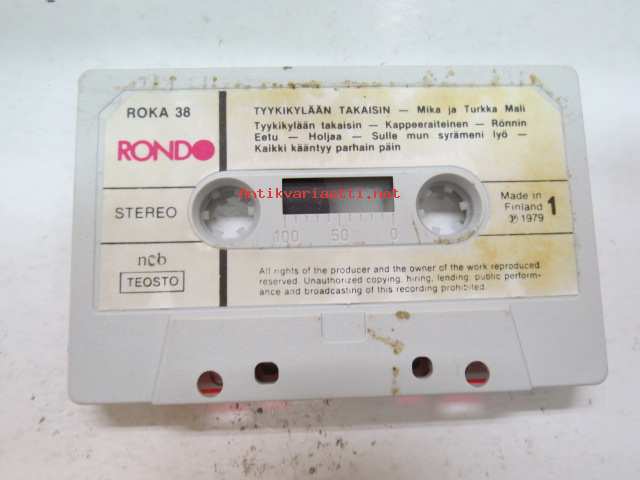 ROKA 38
RONDO
STEREO
ncb
TEOSTO
TYYKIKYLÄÄN TAKAISIN — Mika ja Turkka Mali
Tyykikylään takaisin — Kappeeraiteinen — Rönnin
Eetu — Holjaa — Sulle mun syrämeni lyö —
Kaikki kääntyy parhain päin
Antikvariaatti.net
100 50 0
Made in
Finland
℗ 1979
1
All rights of the producer and the owner of the work reproduced
reserved. Unauthorized copying, hiring, lending, public perform-
ance and broadcasting of this recording prohibited.